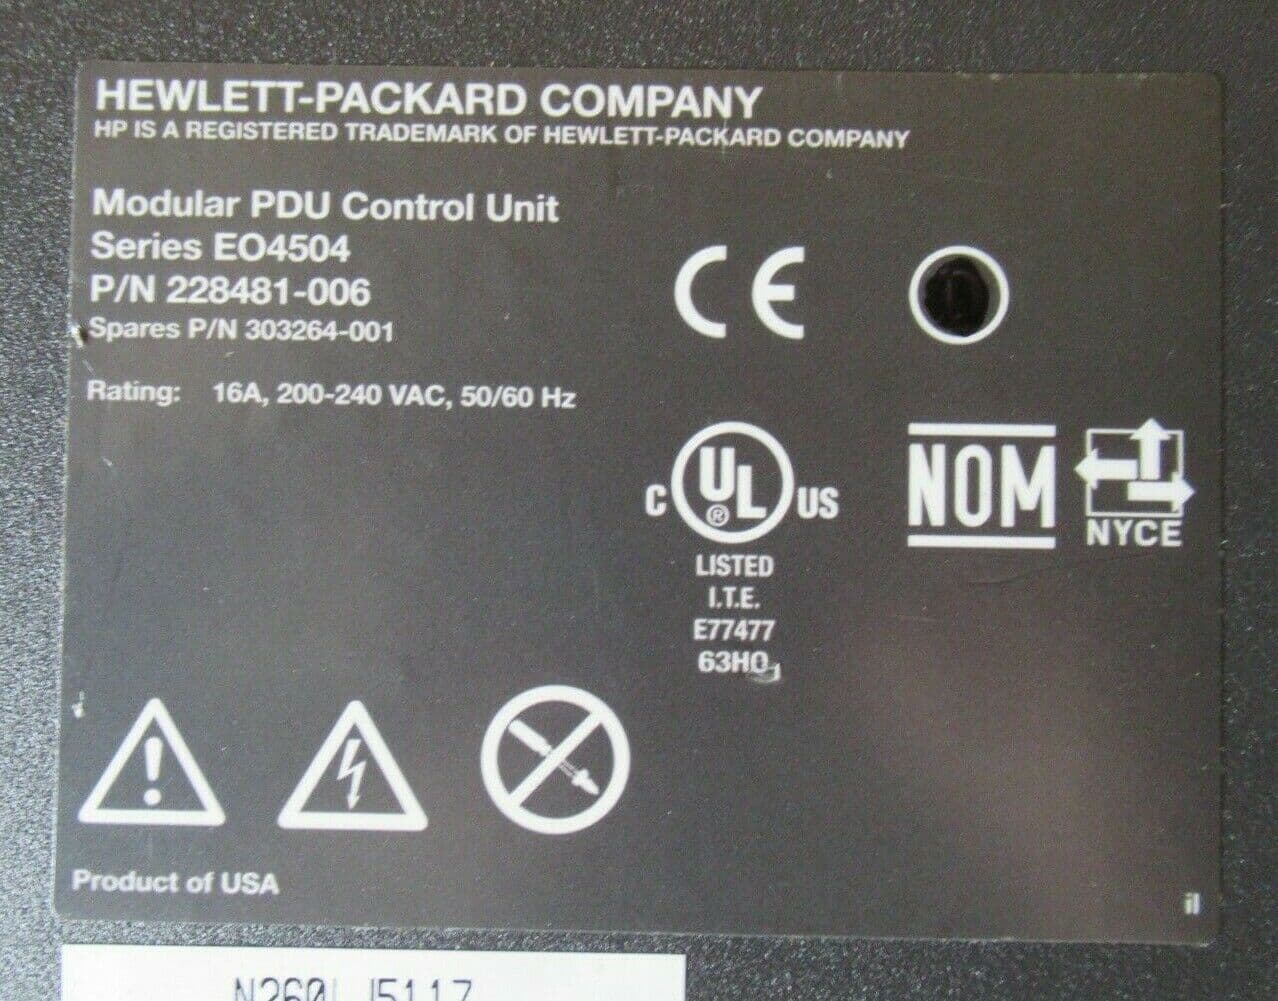 HEWLETT-PACKARD COMPANY
HP IS A REGISTERED TRADEMARK OF HEWLETT-PACKARD COMPANY
Modular PDU Control Unit
Series EO4504
P/N 228481-006
Spares P/N 303264-001
Rating: 16A, 200-240 VAC, 50/60 Hz
CE
C UL ® US
LISTED
I.T.E.
E77477
63HO
NOM
NYCE
Product of USA
il